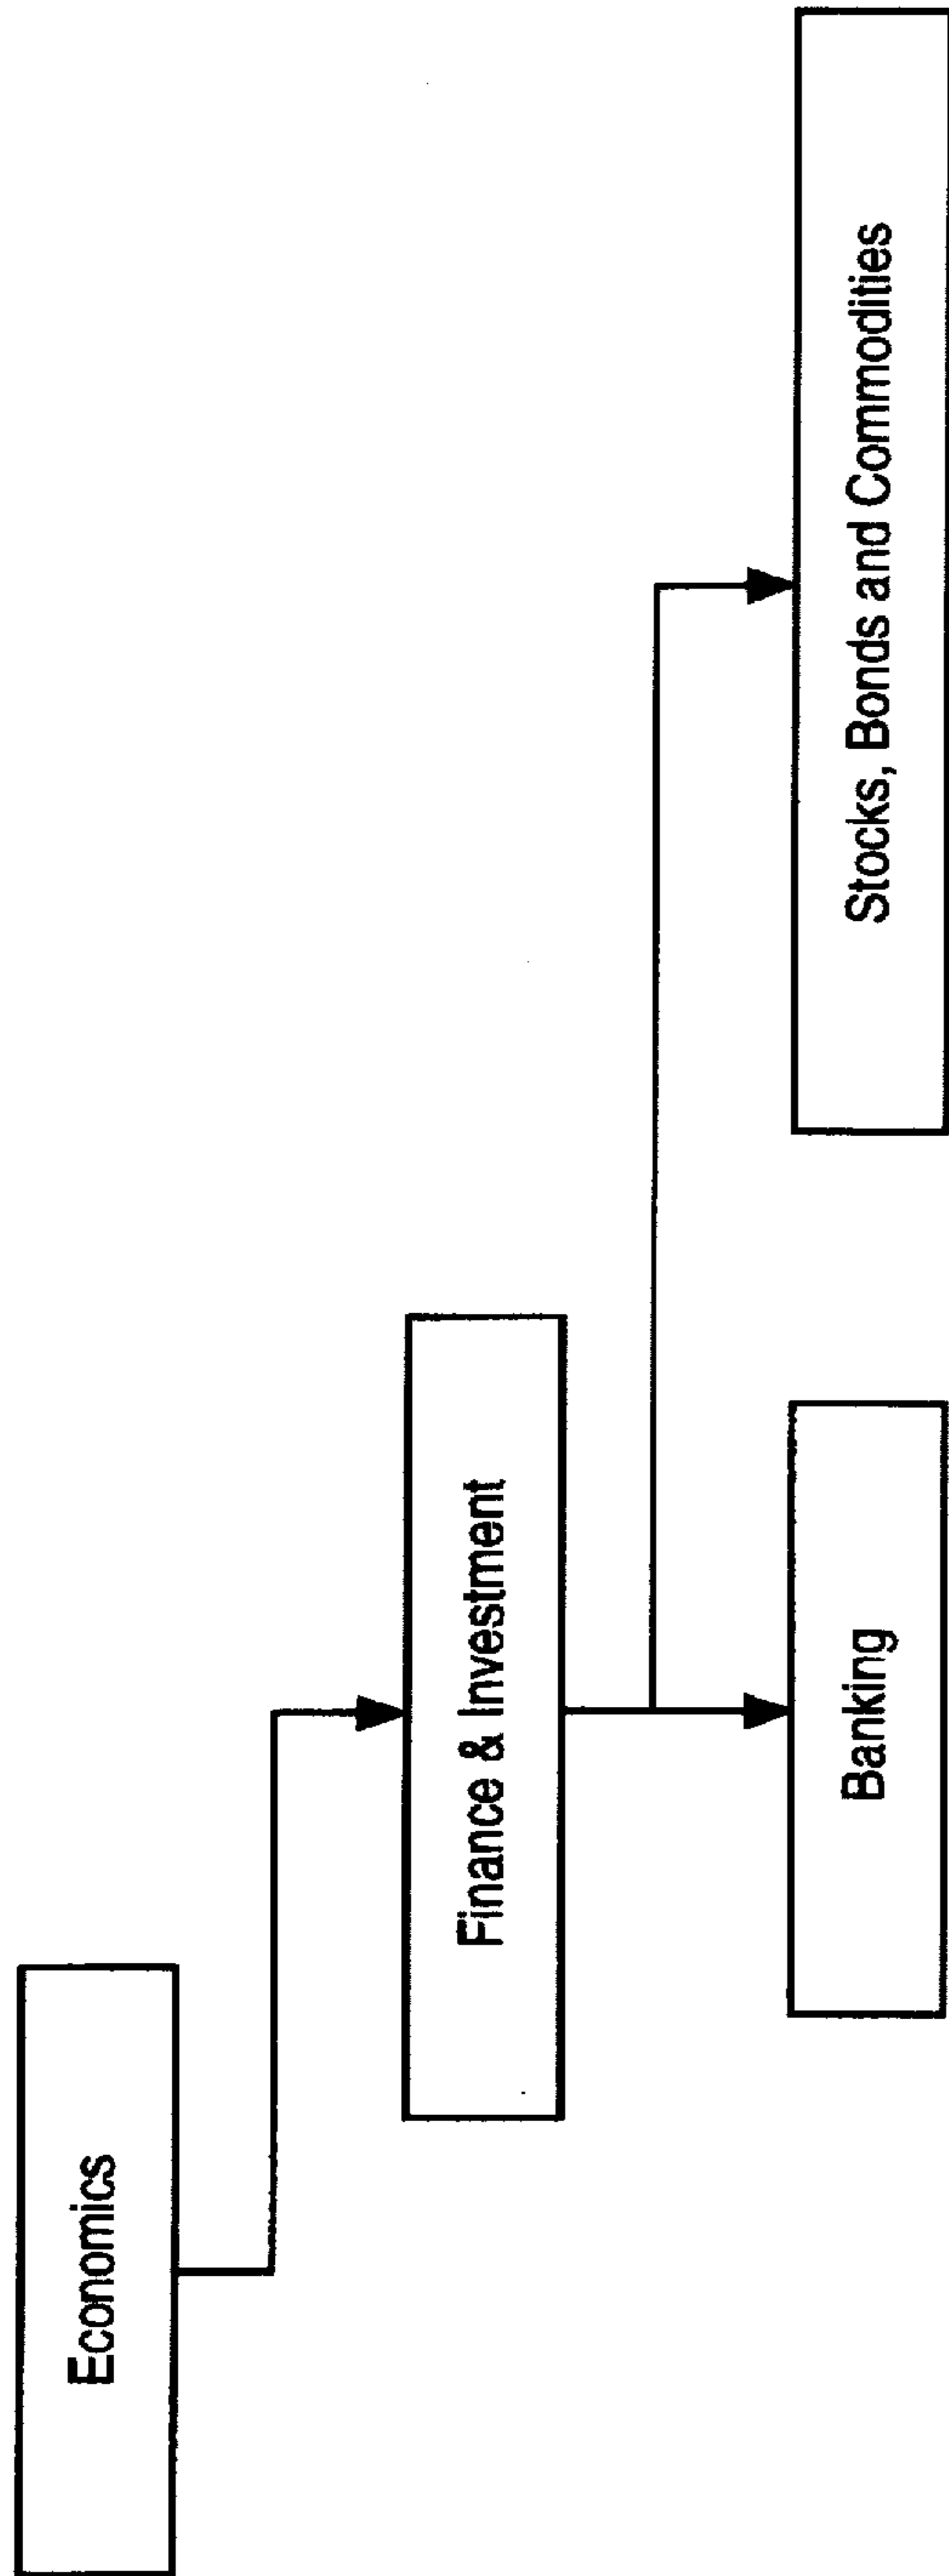 Economics
Finance & Investment
Banking
Stocks, Bonds and Commodities